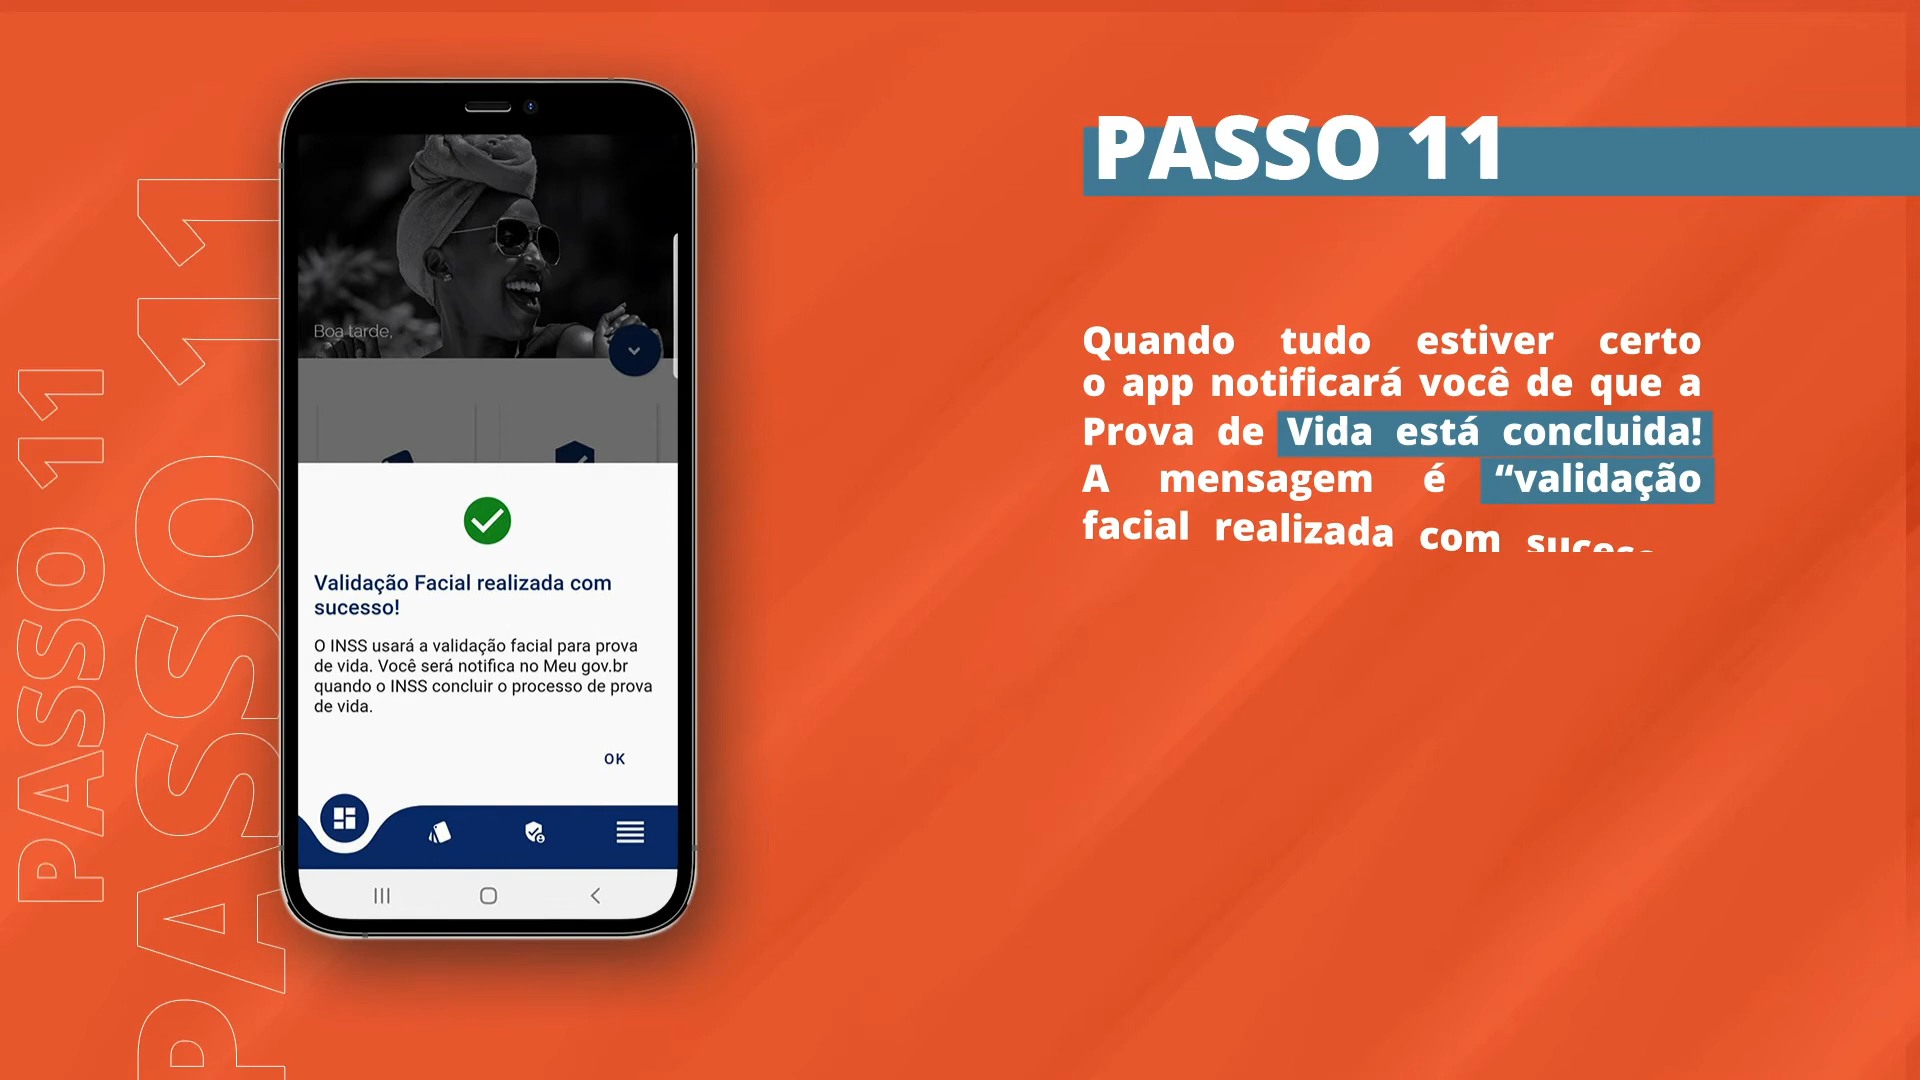 PASSO 11
PASSO 11
Boa tarde,
Validação Facial realizada com
sucesso!
O INSS usará a validação facial para prova
de vida. Você será notifica no Meu gov.br
quando o INSS concluir o processo de prova
de vida.
OK
PASSO 11
Quando tudo estiver certo
o app notificará você de que a
Prova de Vida está concluida!
A mensagem é “validação
facial realizada com